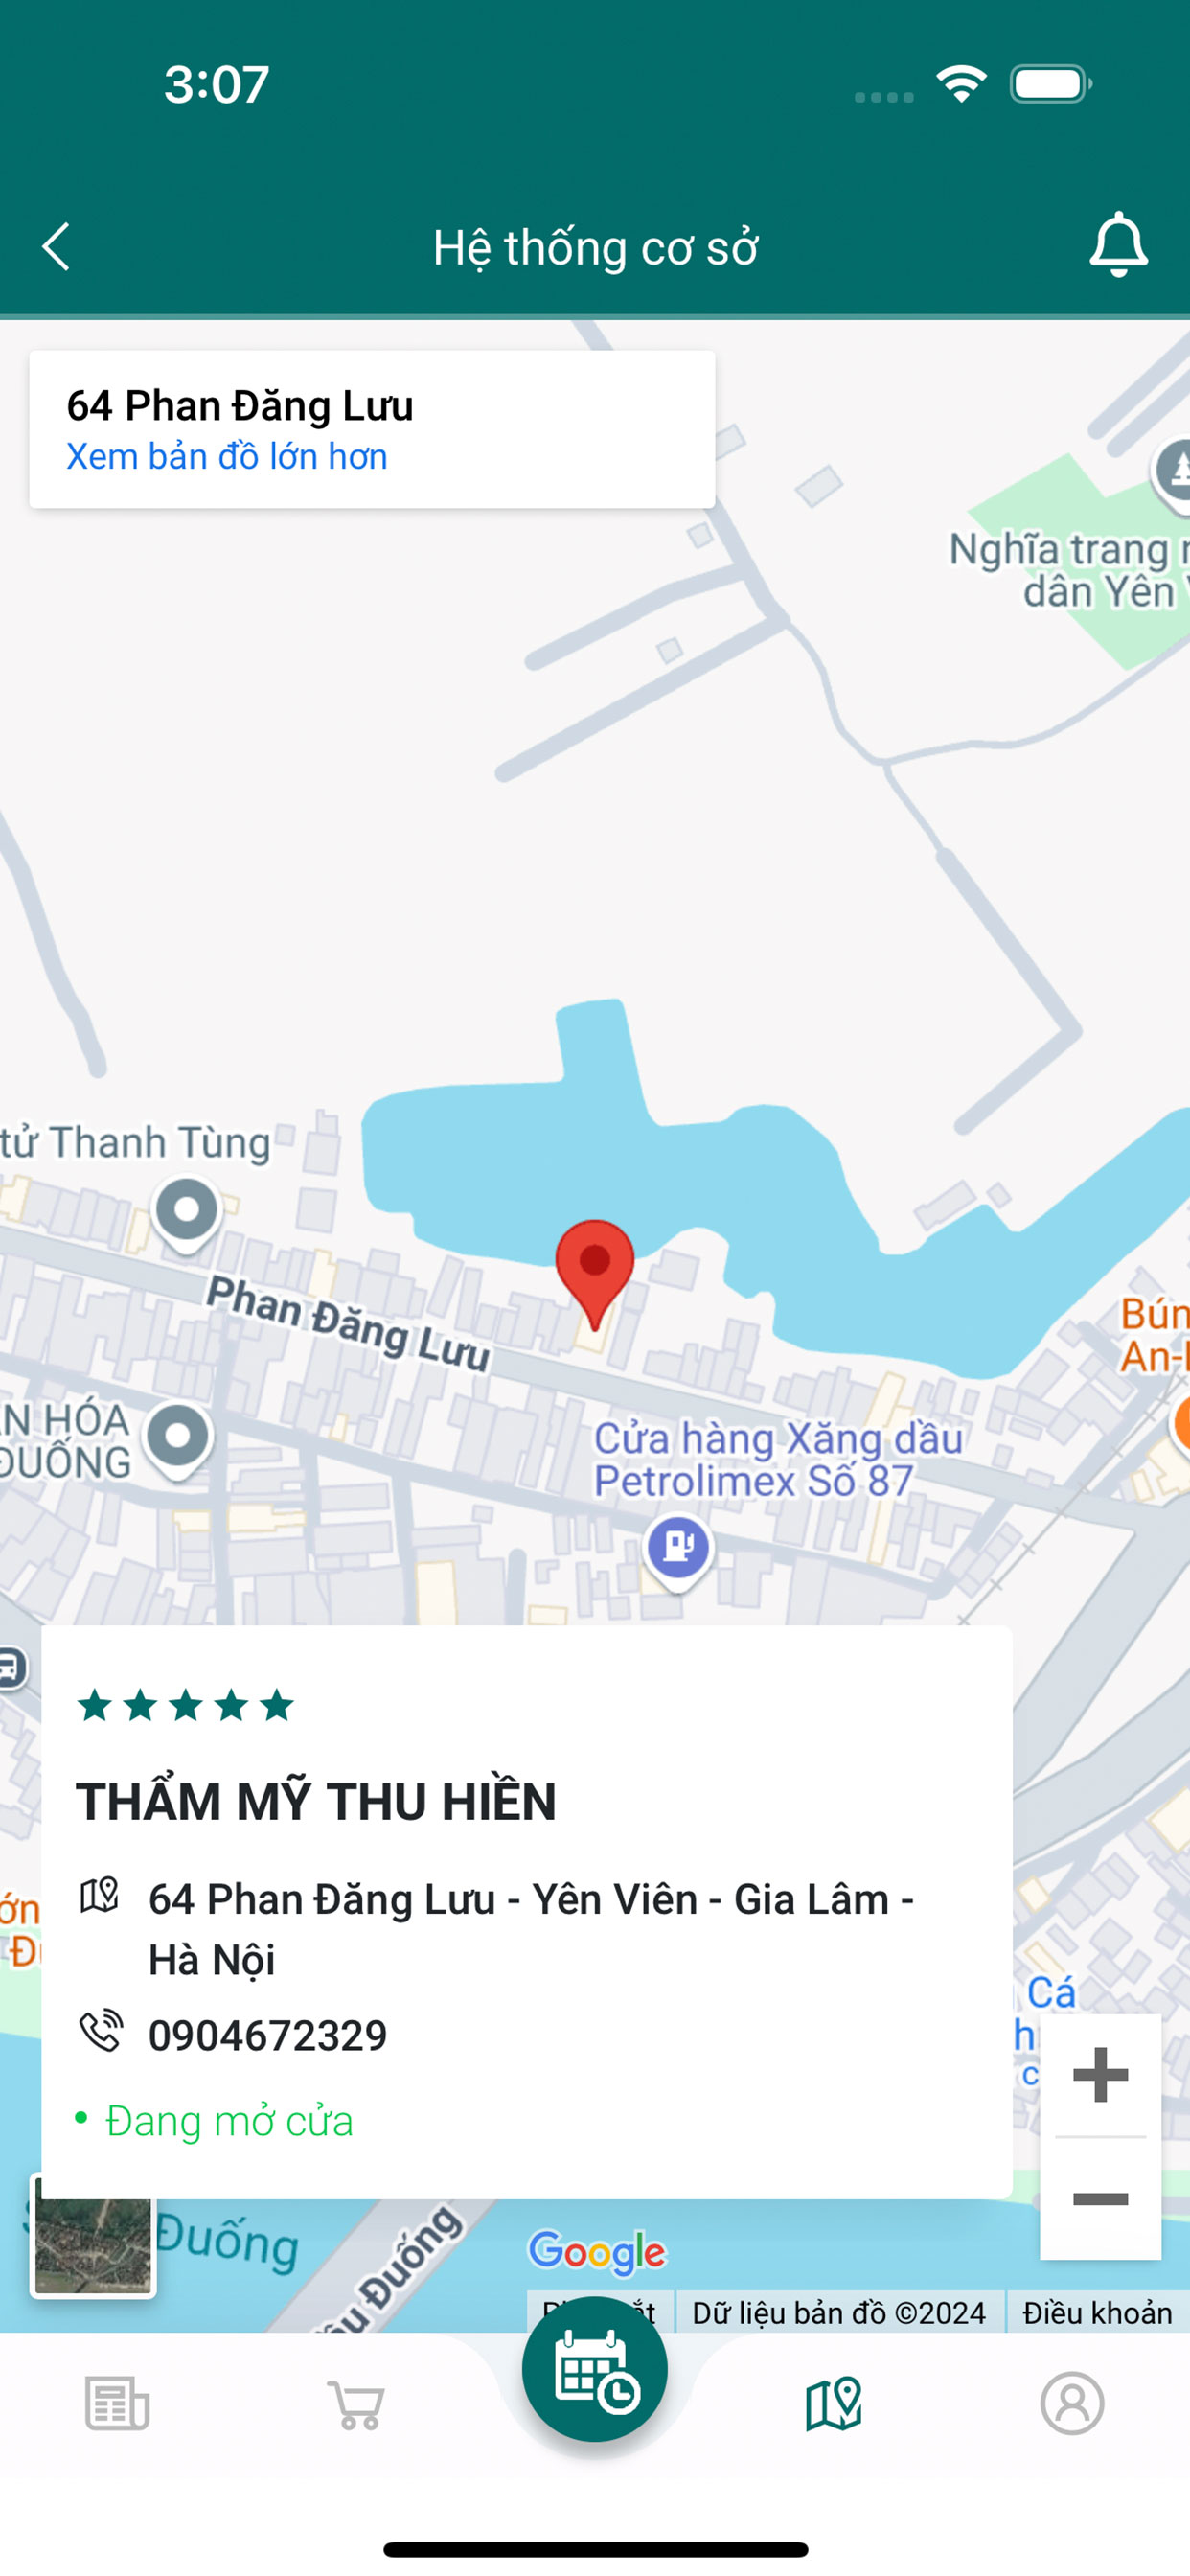 3:07
Hệ thống cơ sở
64 Phan Đăng Lưu
Xem bản đồ lớn hơn
Nghĩa trang
dân Yên
tử Thanh Tùng
Phan Đăng Lưu
Bún
An-
N HÓA
ĐUỐNG
Cửa hàng Xăng dầu
Petrolimex Số 87
THẨM MỸ THU HIỀN
64 Phan Đăng Lưu - Yên Viên - Gia Lâm -
Hà Nội
0904672329
Đang mở cửa
Cá
Đuống
Đuống
Google
Dữ liệu bản đồ ©2024
Điều khoản